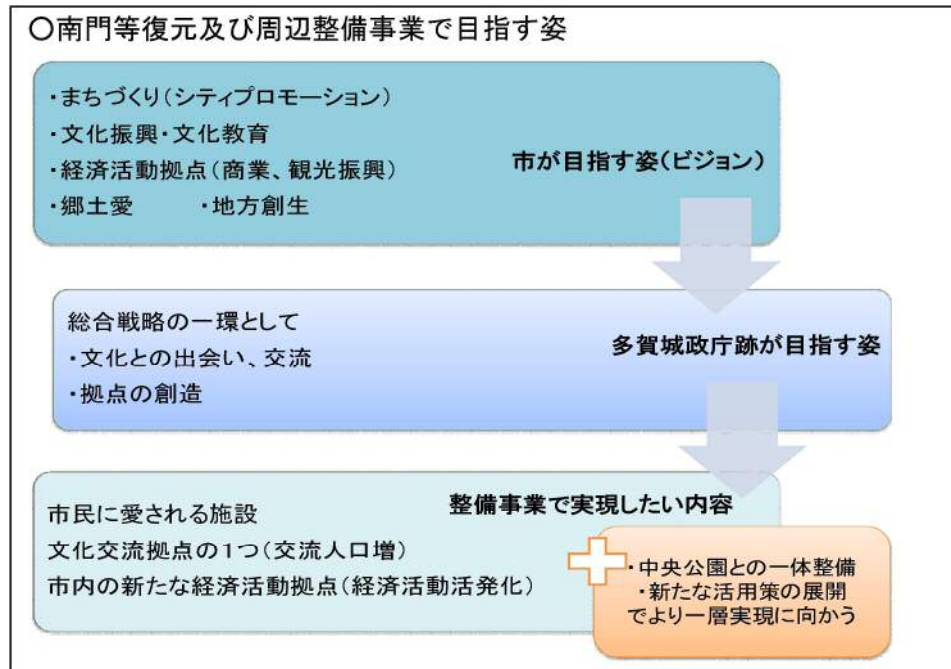 〇南門等復元及び周辺整備事業で目指す姿
・まちづくり(シティプロモーション)
・文化振興・文化教育
・経済活動拠点(商業、観光振興)
・郷土愛　　・地方創生
市が目指す姿(ビジョン)
総合戦略の一環として
・文化との出会い、交流
・拠点の創造
多賀城政庁跡が目指す姿
整備事業で実現したい内容
市民に愛される施設
文化交流拠点の1つ(交流人口増)
市内の新たな経済活動拠点(経済活動活発化)
・中央公園との一体整備
・新たな活用策の展開
でより一層実現に向かう